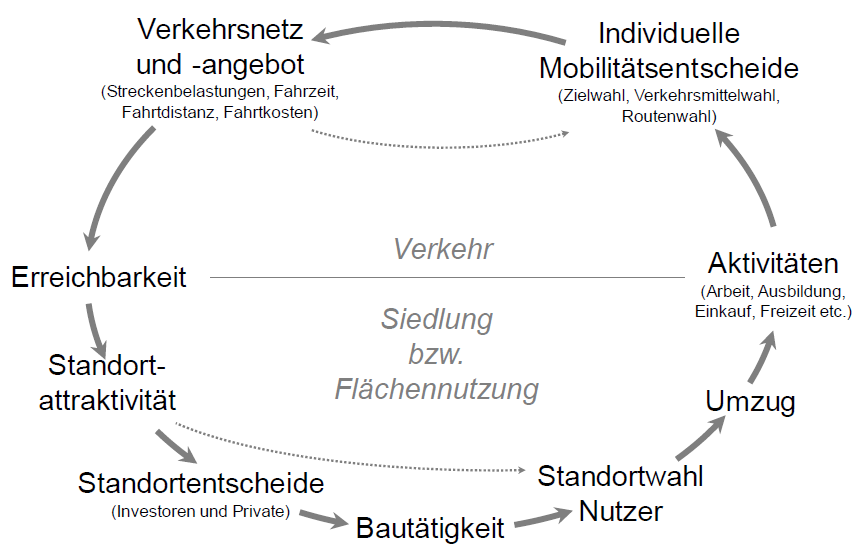 Verkehrsnetz
und -angebot
(Streckenbelastungen, Fahrzeit,
Fahrtdistanz, Fahrtkosten)
Individuelle
Mobilitätsentscheide
(Zielwahl, Verkehrsmittelwahl,
Routenwahl)
Verkehr
Erreichbarkeit
Aktivitäten
(Arbeit, Ausbildung,
Einkauf, Freizeit etc.)
Siedlung
bzw.
Flächennutzung
Standort-
attraktivität
Umzug
Standortentscheide
(Investoren und Private)
Standortwahl
Nutzer
Bautätigkeit